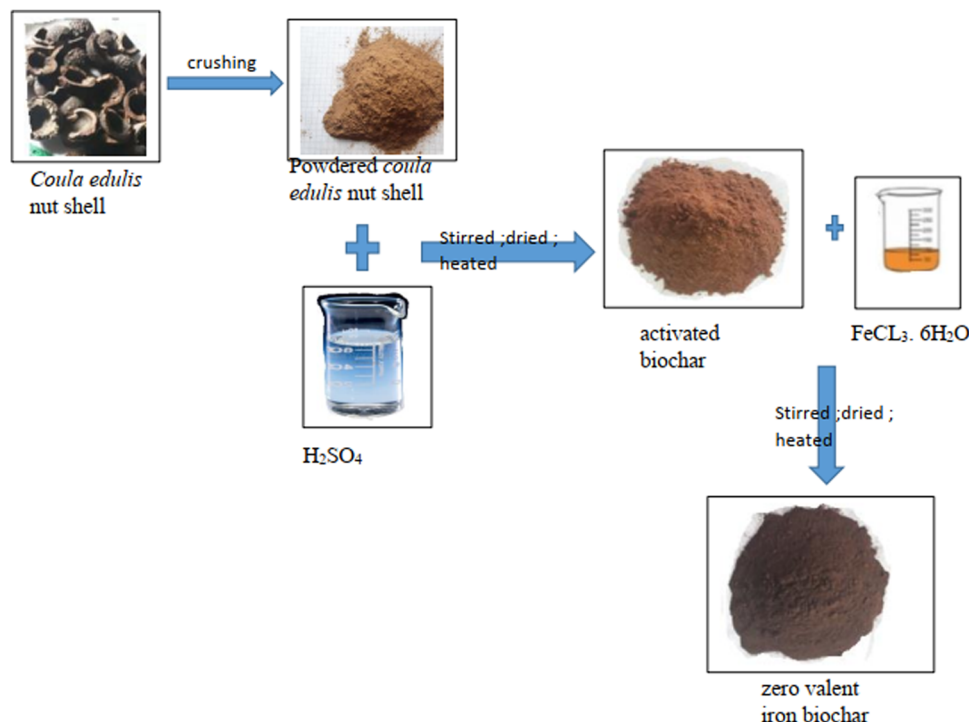 crushing
Coula edulis
nut shell
Powdered coula
edulis nut shell
Stirred ;dried ;
heated
H₂SO₄
activated
biochar
FeCL₃. 6H₂O
Stirred ;dried ;
heated
zero valent
iron biochar